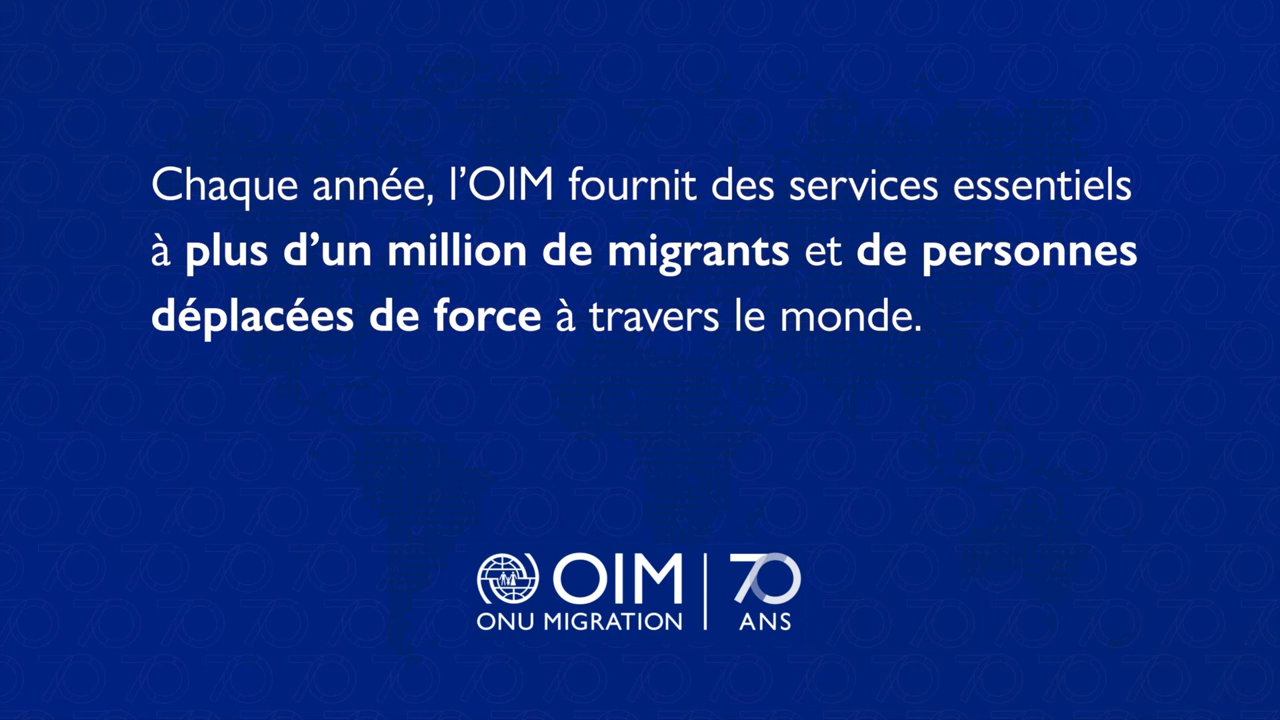 Chaque année, l’OIM fournit des services essentiels
à plus d’un million de migrants et de personnes
déplacées de force à travers le monde.
OIM
ONU MIGRATION
70
ANS